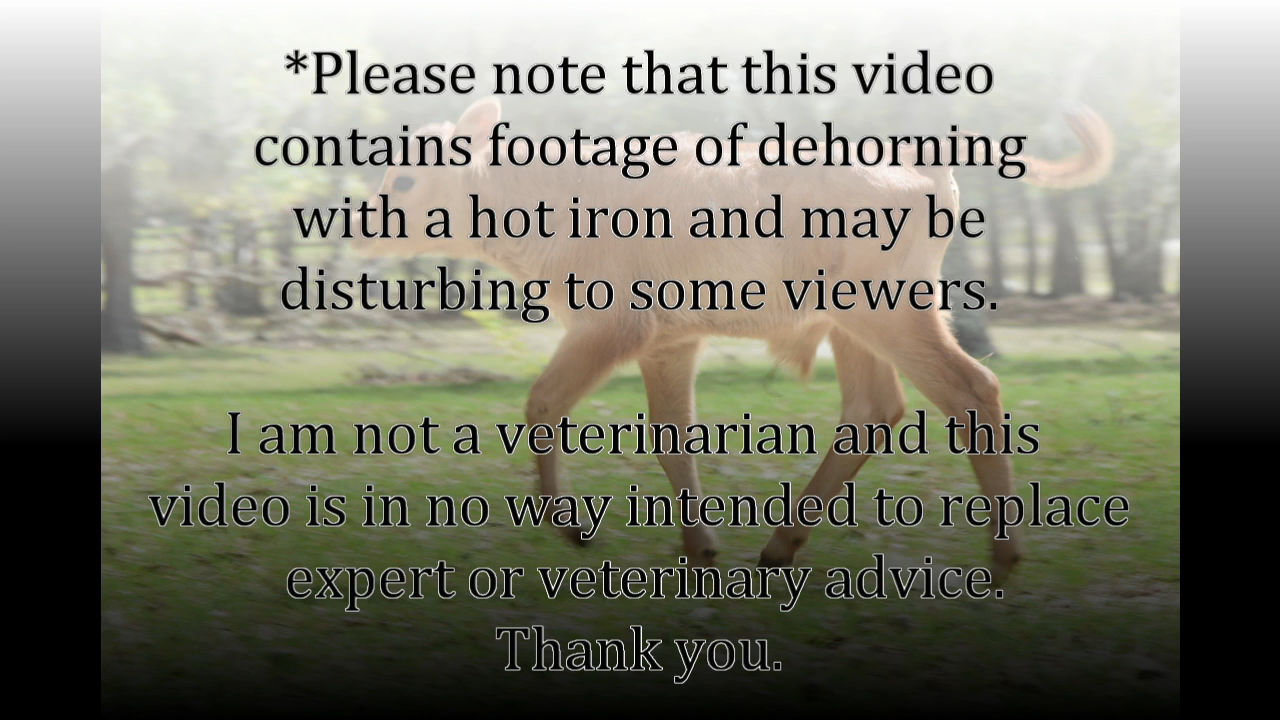 *Please note that this video
contains footage of dehorning
with a hot iron and may be
disturbing to some viewers.
I am not a veterinarian and this
video is in no way intended to replace
expert or veterinary advice.
Thank you.